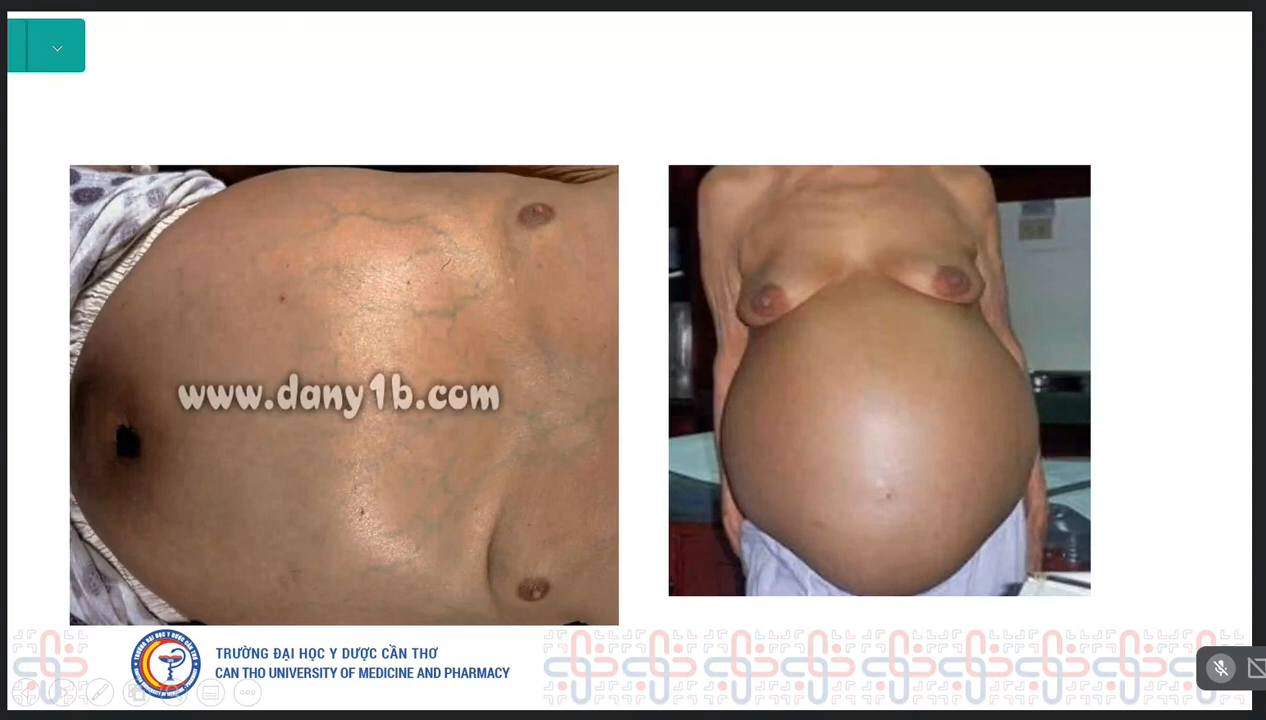 www.dany1b.com
TRƯỜNG ĐẠI HỌC Y DƯỢC CẦN THƠ
CAN THO UNIVERSITY OF MEDICINE AND PHARMACY